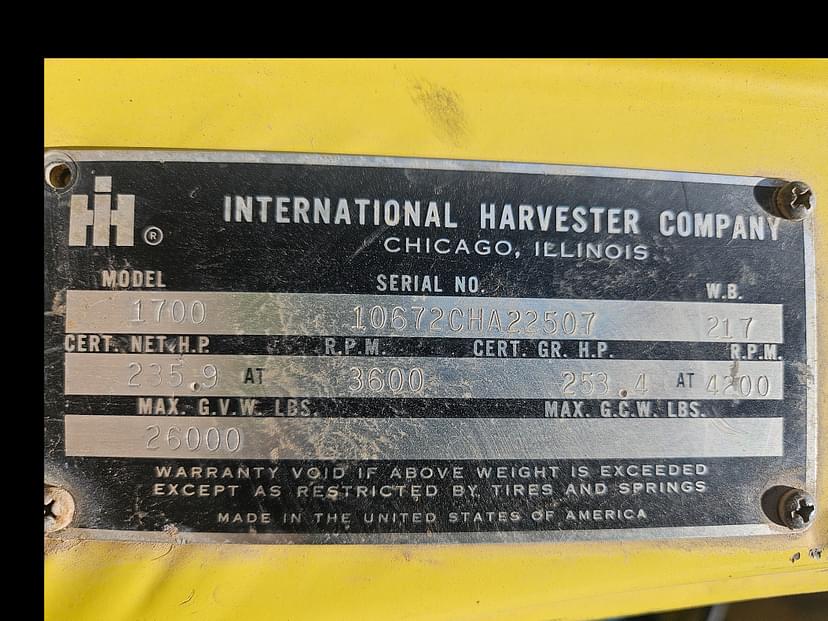 IH ®
INTERNATIONAL HARVESTER COMPANY
CHICAGO, ILLINOIS
MODEL SERIAL NO. W.B.
1700 10672CHA22507 217
CERT. NET H.P. R.P.M. CERT. GR. H.P. R.P.M.
235.9 AT 3600 253.4 AT 4200
MAX. G.V.W. LBS. MAX. G.C.W. LBS.
26000
WARRANTY VOID IF ABOVE WEIGHT IS EXCEEDED
EXCEPT AS RESTRICTED BY TIRES AND SPRINGS
MADE IN THE UNITED STATES OF AMERICA